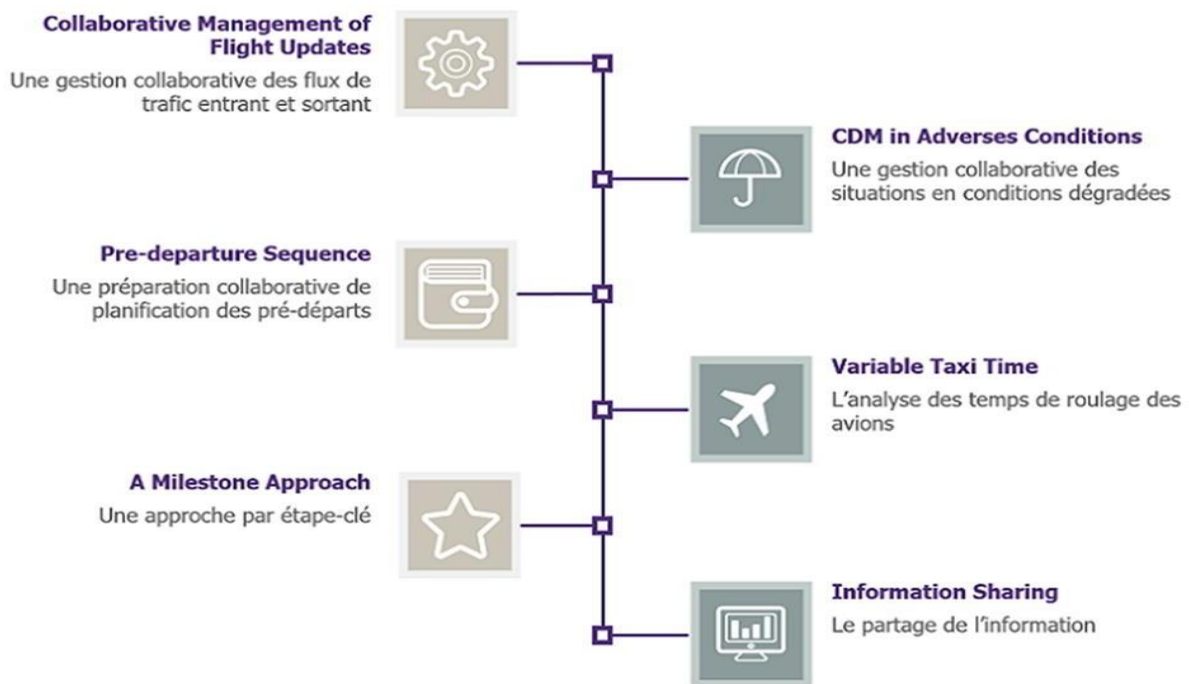 Collaborative Management of
Flight Updates
Une gestion collaborative des flux de
trafic entrant et sortant
CDM in Adverses Conditions
Une gestion collaborative des
situations en conditions dégradées
Pre-departure Sequence
Une préparation collaborative de
planification des pré-départs
Variable Taxi Time
L'analyse des temps de roulage des
avions
A Milestone Approach
Une approche par étape-clé
Information Sharing
Le partage de l'information